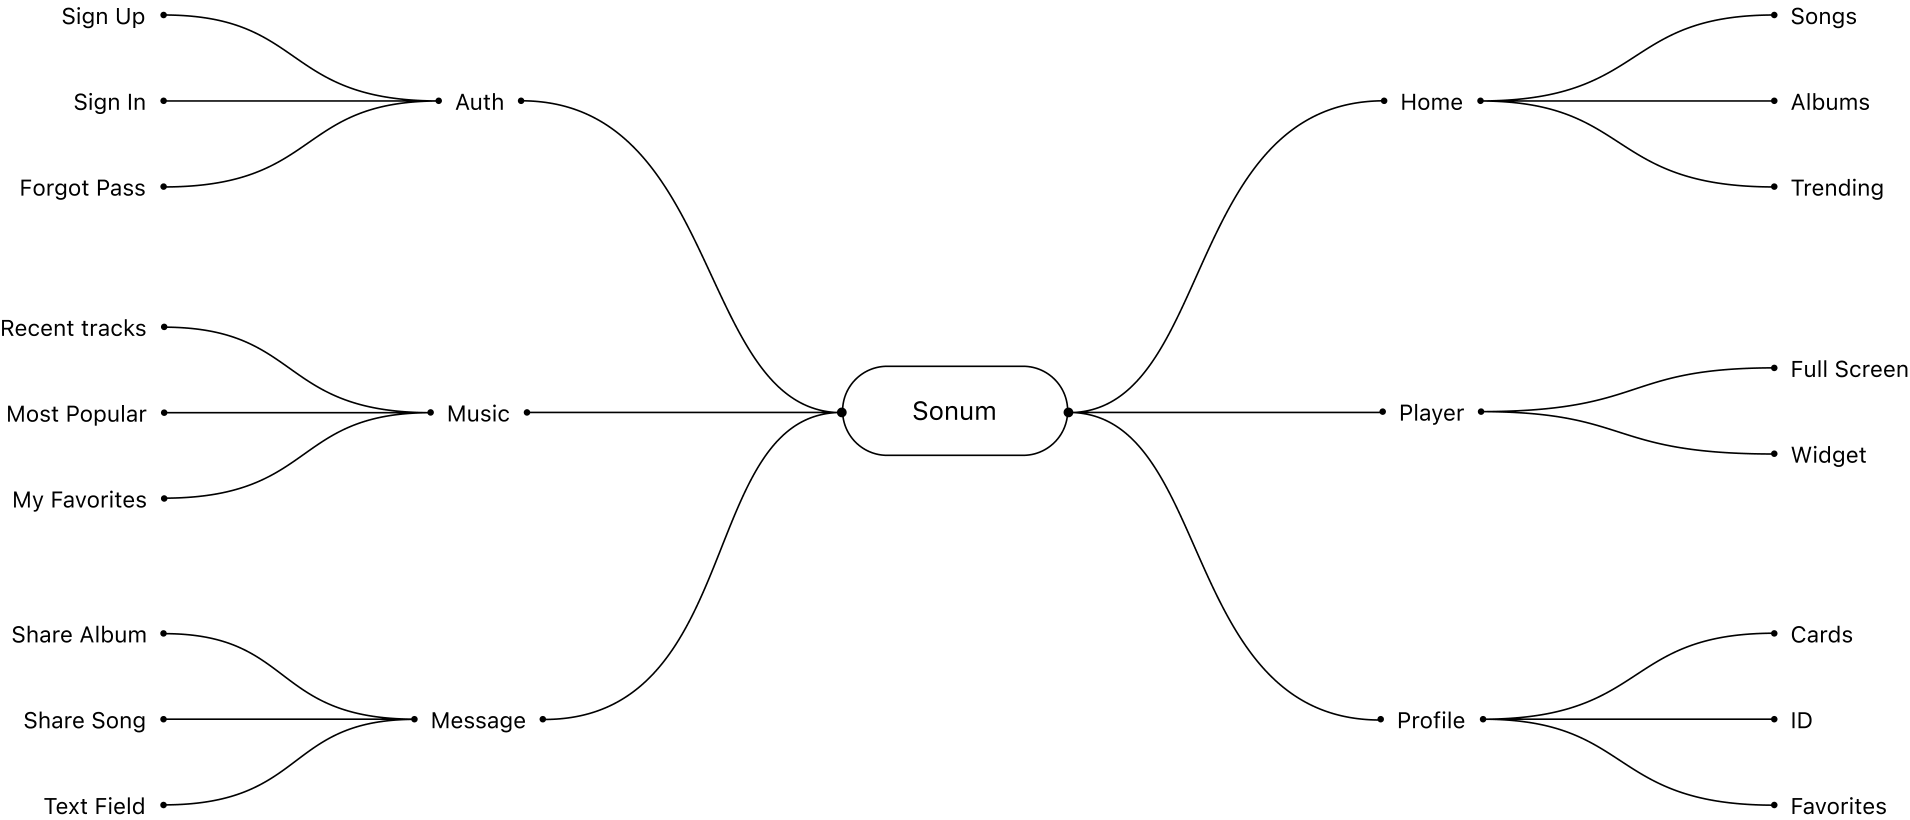 Sign Up
Sign In
Forgot Pass
Auth
Recent tracks
Most Popular
My Favorites
Music
Share Album
Share Song
Text Field
Message
Sonum
Home
Songs
Albums
Trending
Player
Full Screen
Widget
Profile
Cards
ID
Favorites